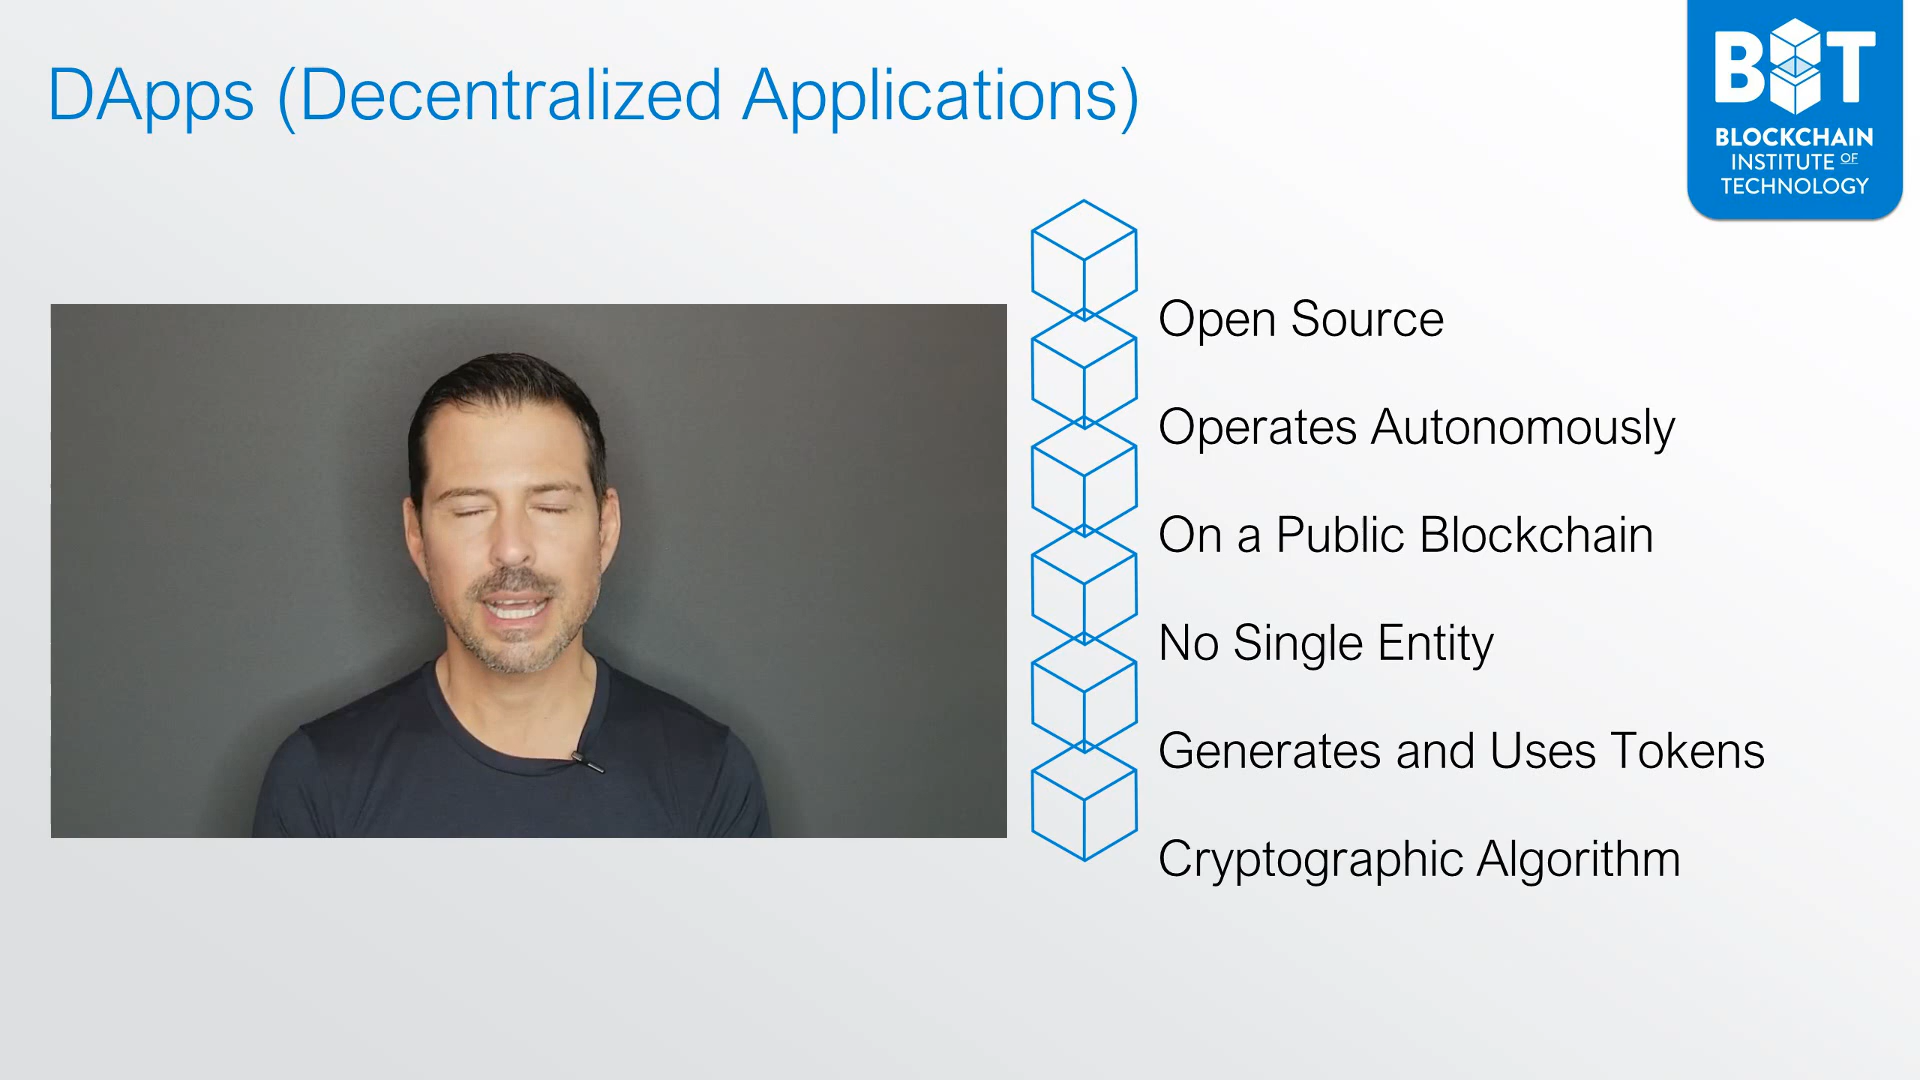 DApps (Decentralized Applications)
BIT
BLOCKCHAIN
INSTITUTE OF
TECHNOLOGY
Open Source
Operates Autonomously
On a Public Blockchain
No Single Entity
Generates and Uses Tokens
Cryptographic Algorithm